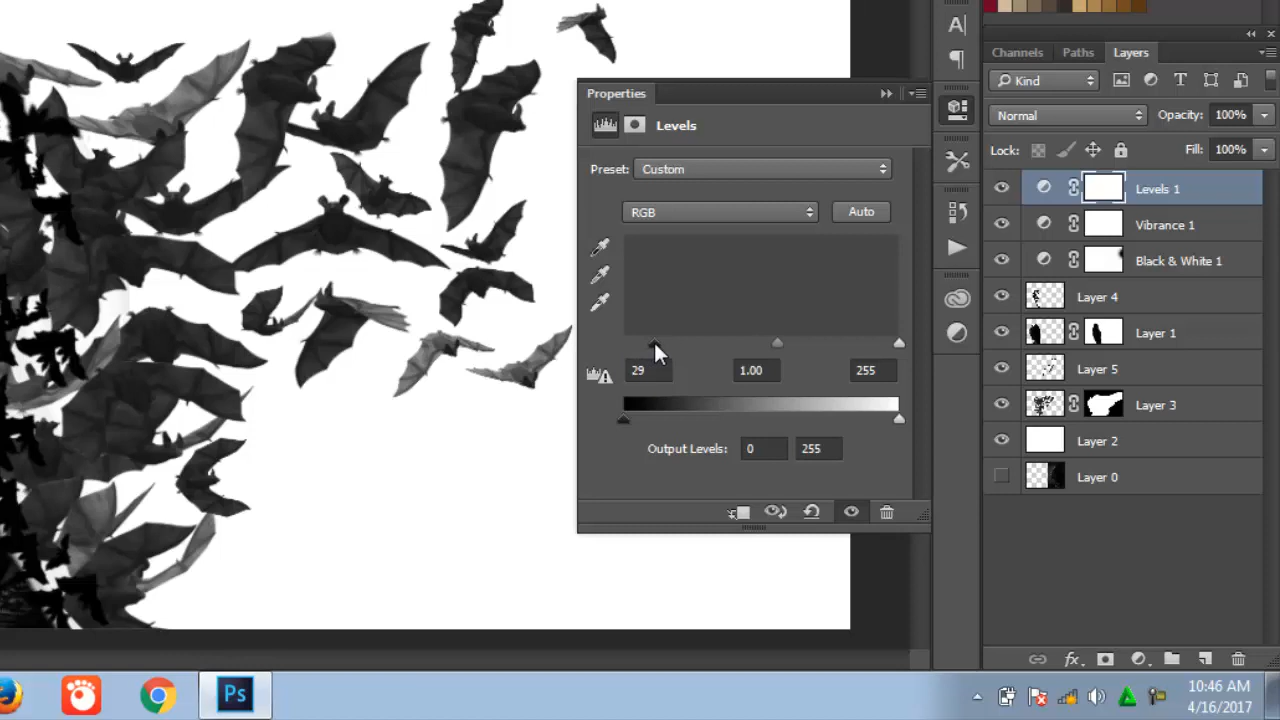 A|
Channels Paths Layers
Properties
Kind
Levels
Normal
Opacity: 100%
Lock:
Fill: 100%
Preset: Custom
Levels 1
RGB
Auto
Vibrance 1
Black & White 1
Layer 4
Layer 1
29 1.00 255
Layer 5
Layer 3
Layer 2
Output Levels: 0 255
Layer 0
fx.
Ps
10:46 AM
4/16/2017